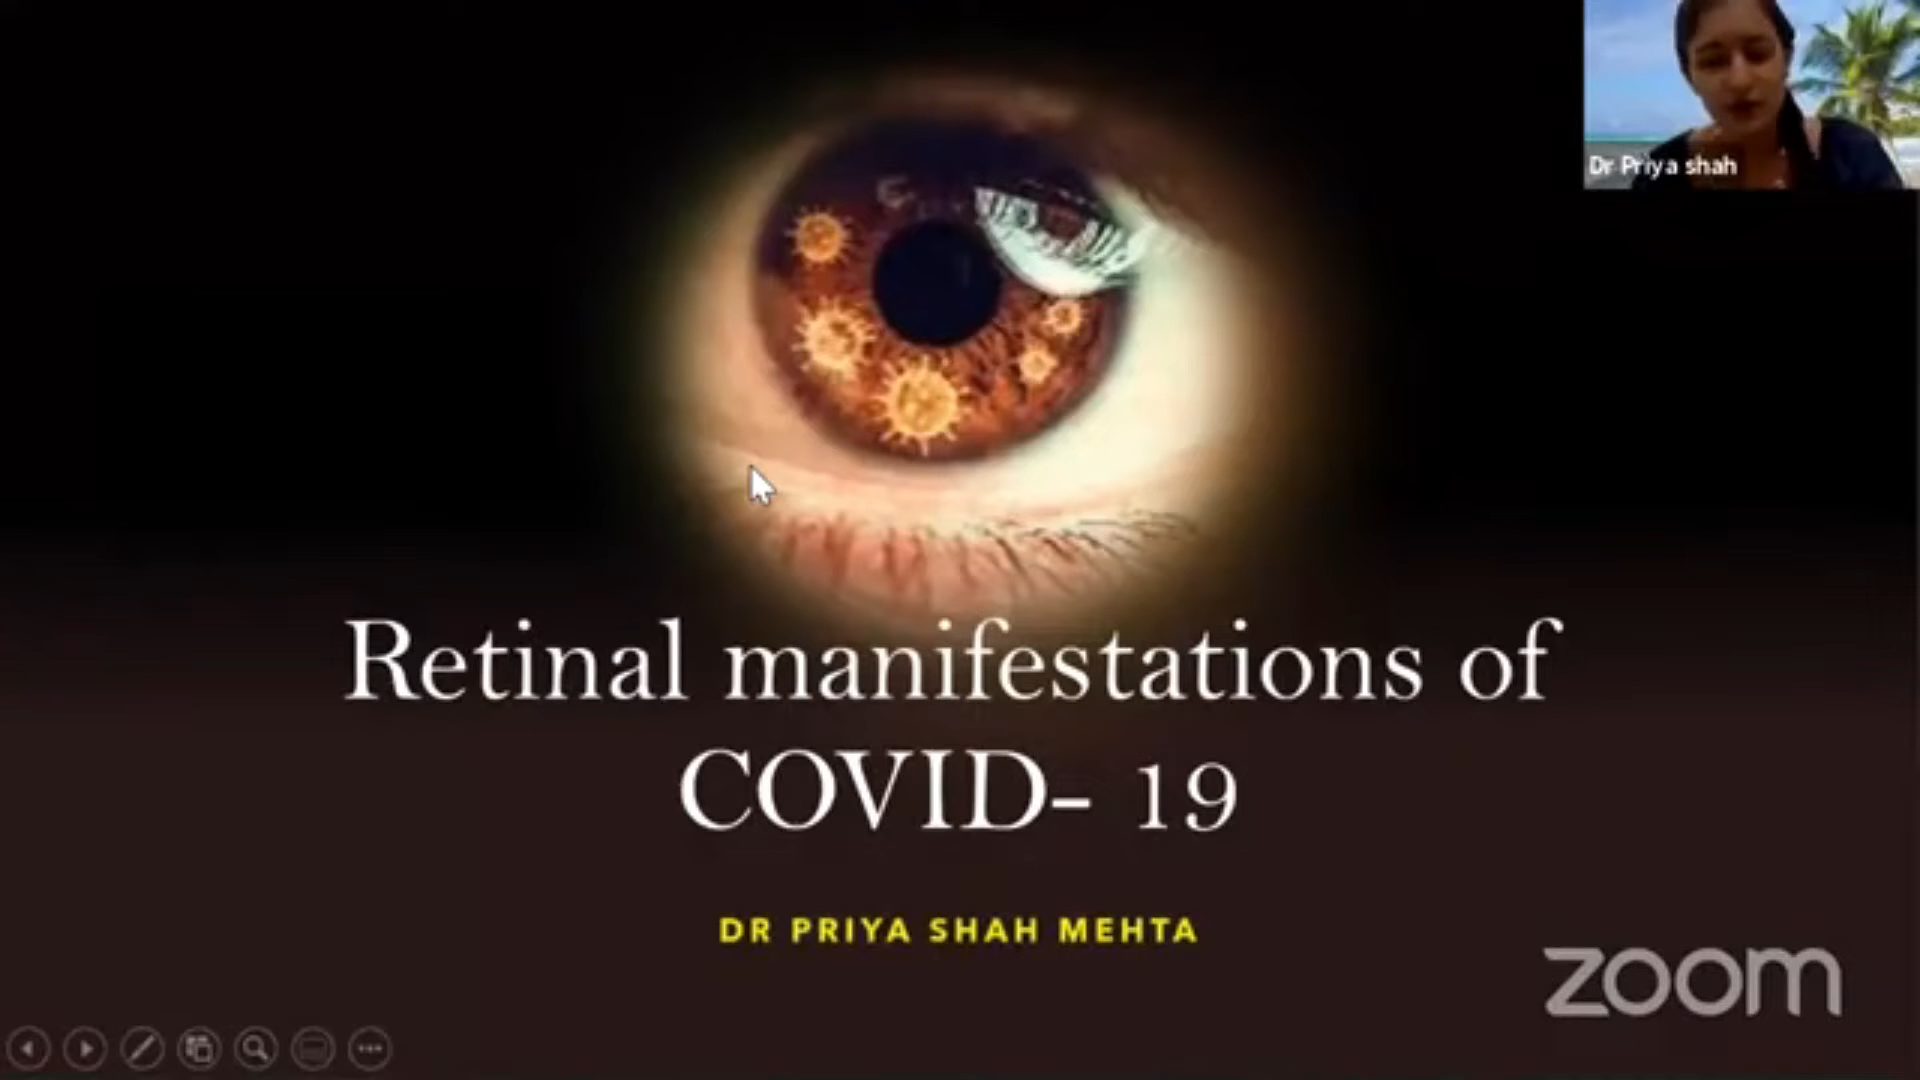 Dr Priya shah
Retinal manifestations of
COVID- 19
DR PRIYA SHAH MEHTA
zoom